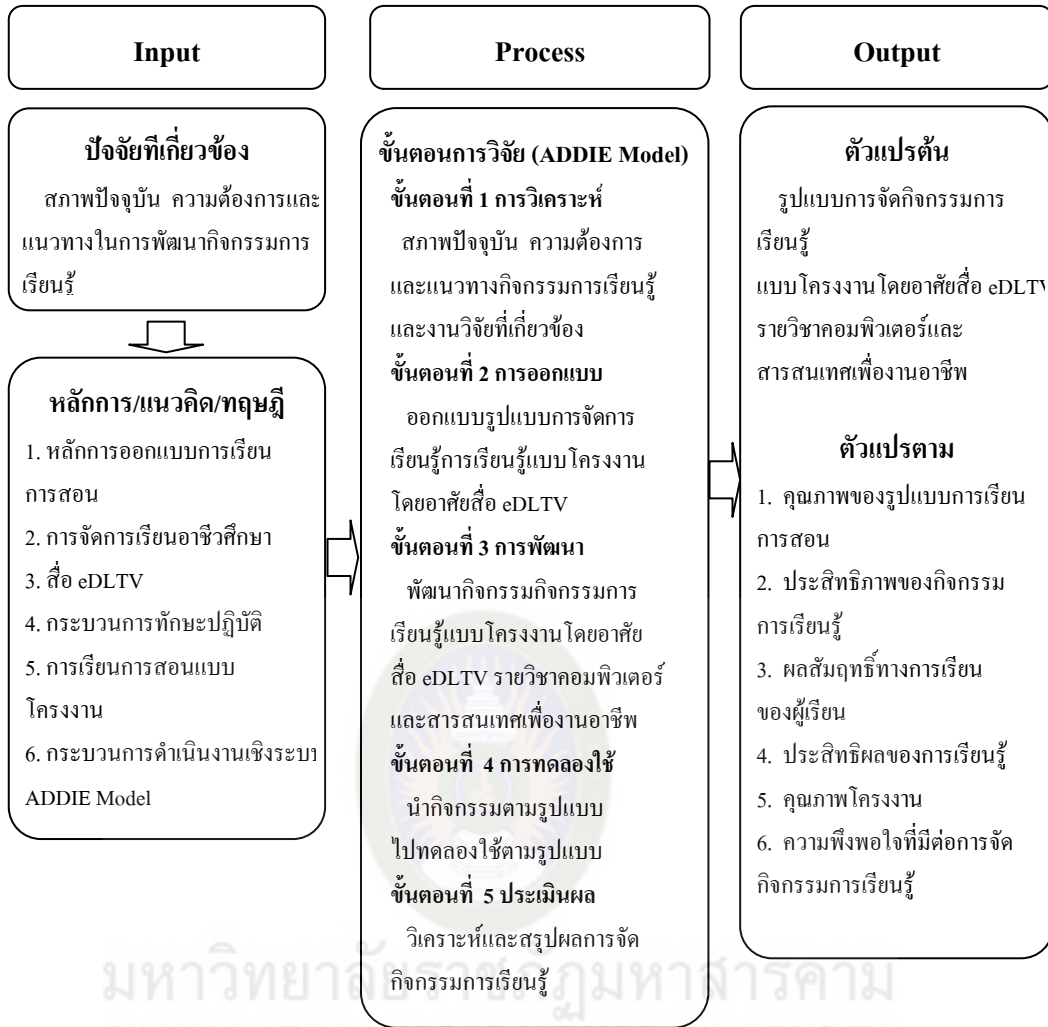 Input
ปัจจัยที่เกี่ยวข้อง
สภาพปัจจุบัน ความต้องการและ
แนวทางในการพัฒนากิจกรรมการ
เรียนรู้
หลักการ/แนวคิด/ทฤษฎี
1. หลักการออกแบบการเรียน
การสอน
2. การจัดการเรียนอาชีวศึกษา
3. สื่อ eDLTV
4. กระบวนการทักษะปฏิบัติ
5. การเรียนการสอนแบบ
โครงงาน
6. กระบวนการดำเนินงานเชิงระบบ
ADDIE Model
Process
ขั้นตอนการวิจัย (ADDIE Model)
ขั้นตอนที่ 1 การวิเคราะห์
สภาพปัจจุบัน ความต้องการ
และแนวทางกิจกรรมการเรียนรู้
และงานวิจัยที่เกี่ยวข้อง
ขั้นตอนที่ 2 การออกแบบ
ออกแบบรูปแบบการจัดการ
เรียนรู้การเรียนรู้แบบโครงงาน
โดยอาศัยสื่อ eDLTV
ขั้นตอนที่ 3 การพัฒนา
พัฒนากิจกรรมกิจกรรมการ
เรียนรู้แบบโครงงานโดยอาศัย
สื่อ eDLTV รายวิชาคอมพิวเตอร์
และสารสนเทศเพื่องานอาชีพ
ขั้นตอนที่ 4 การทดลองใช้
นำกิจกรรมตามรูปแบบ
ไปทดลองใช้ตามรูปแบบ
ขั้นตอนที่ 5 ประเมินผล
วิเคราะห์และสรุปผลการจัด
กิจกรรมการเรียนรู้
Output
ตัวแปรต้น
รูปแบบการจัดกิจกรรมการ
เรียนรู้
แบบโครงงานโดยอาศัยสื่อ eDLTV
รายวิชาคอมพิวเตอร์และ
สารสนเทศเพื่องานอาชีพ
ตัวแปรตาม
1. คุณภาพของรูปแบบการเรียน
การสอน
2. ประสิทธิภาพของกิจกรรม
การเรียนรู้
3. ผลสัมฤทธิ์ทางการเรียน
ของผู้เรียน
4. ประสิทธิผลของการเรียนรู้
5. คุณภาพโครงงาน
6. ความพึงพอใจที่มีต่อการจัด
กิจกรรมการเรียนรู้
มหาวิทยาลัยราชภัฏมหาสารคาม